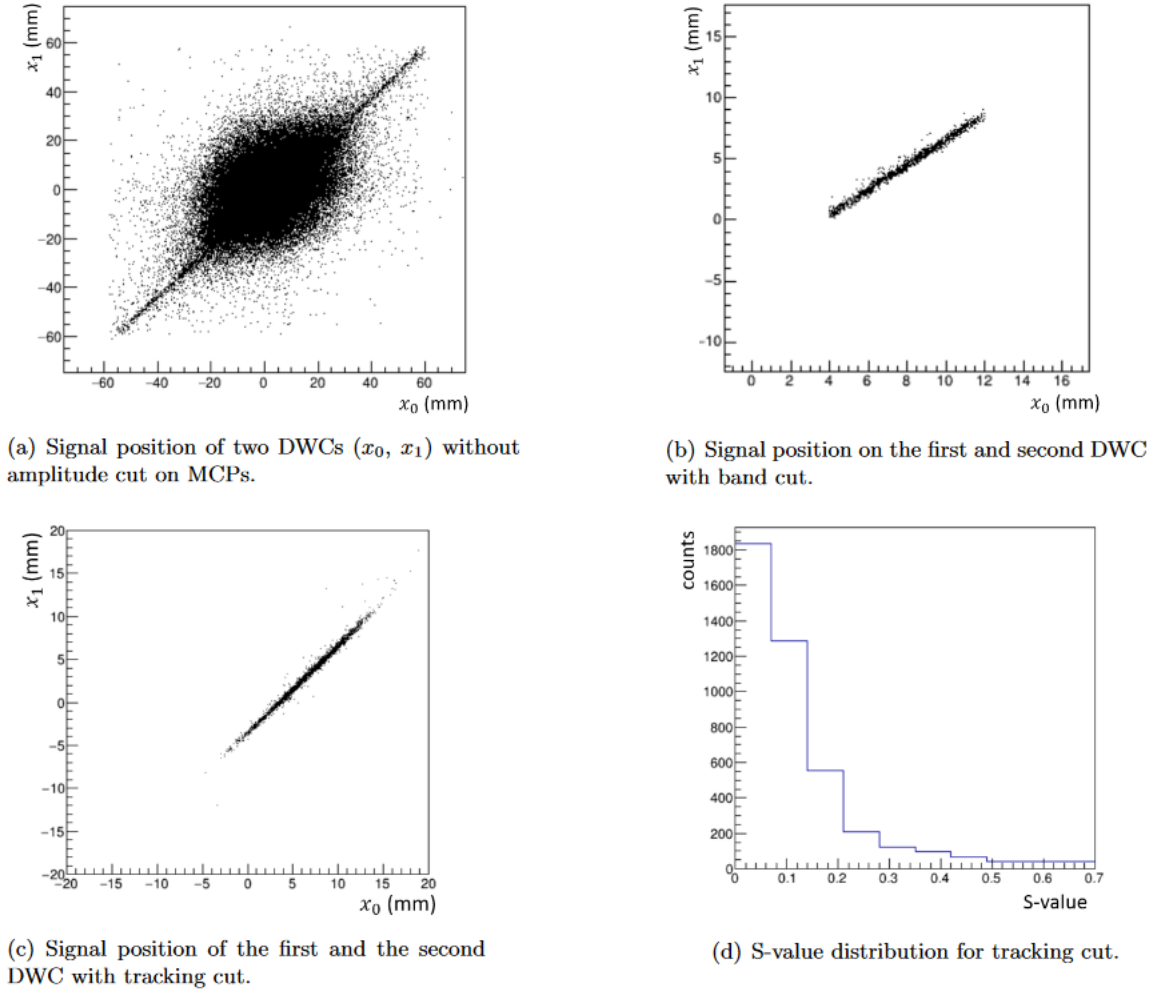 x₁ (mm)
60
40
20
0
−20
−40
−60
−60 −40 −20 0 20 40 60
x₀ (mm)
(a) Signal position of two DWCs (x₀, x₁) without
amplitude cut on MCPs.
x₁ (mm)
15
10
5
0
−5
−10
0 2 4 6 8 10 12 14 16
x₀ (mm)
(b) Signal position on the first and second DWC
with band cut.
x₁ (mm)
20
15
10
5
0
−5
−10
−15
−20
−20 −15 −10 −5 0 5 10 15 20
x₀ (mm)
(c) Signal position of the first and the second
DWC with tracking cut.
counts
1800
1600
1400
1200
1000
800
600
400
200
0
0 0.1 0.2 0.3 0.4 0.5 0.6 0.7
S-value
(d) S-value distribution for tracking cut.